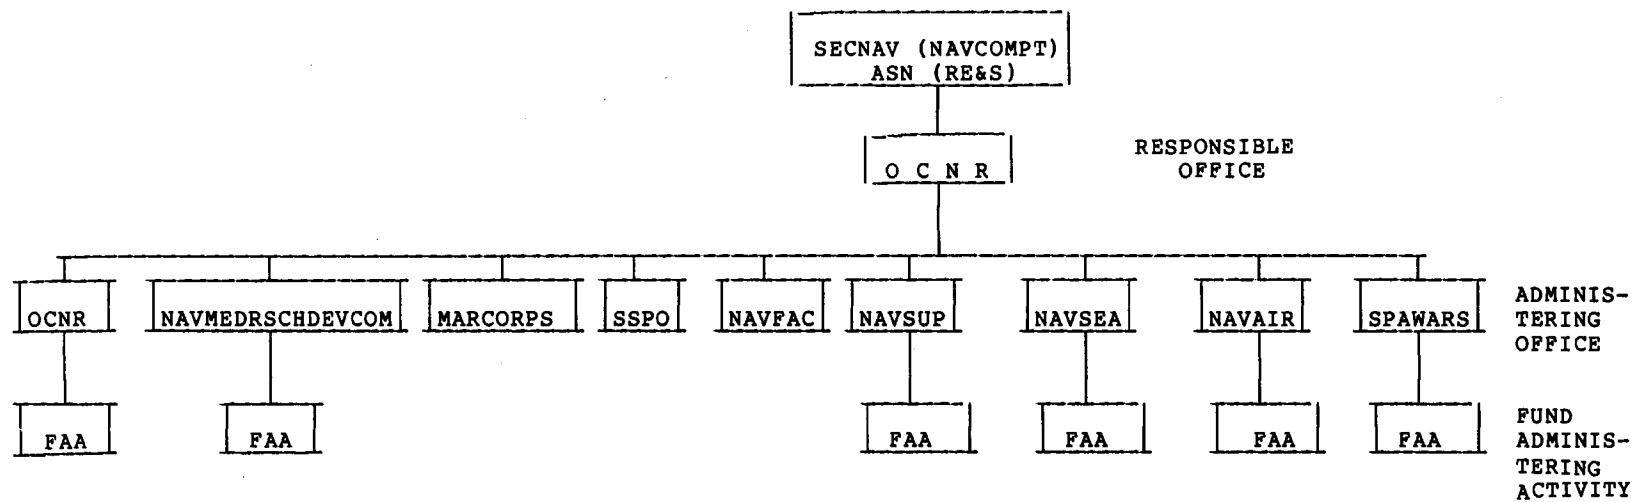 SECNAV (NAVCOMPT)
ASN (RE&S)
O C N R
RESPONSIBLE
OFFICE
OCNR
NAVMEDRSCHDEVCOM
MARCORPS
SSPO
NAVFAC
NAVSUP
NAVSEA
NAVAIR
SPAWARS
ADMINIS-
TERING
OFFICE
FAA
FAA
FAA
FAA
FAA
FAA
FUND
ADMINIS-
TERING
ACTIVITY